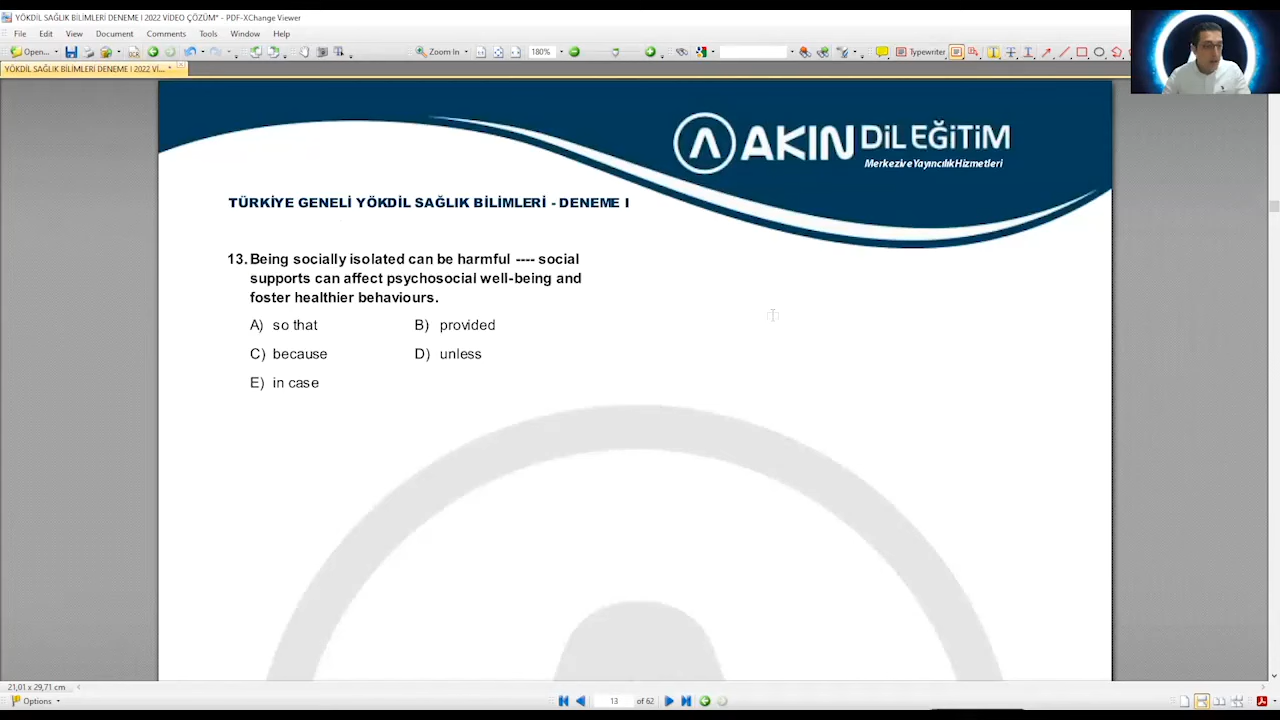 YÖKDİL SAĞLIK BİLİMLERİ DENEME I 2022 VİDEO ÇÖZÜM* - PDF-XChange Viewer
File Edit View Document Comments Tools Window Help
Open... Zoom In 180% Typewriter
YÖKDİL SAĞLIK BİLİMLERİ DENEME I 2022 Vİ... *
AKIN DİL EĞİTİM
Merkezi ve Yayıncılık Hizmetleri
TÜRKİYE GENELİ YÖKDİL SAĞLIK BİLİMLERİ - DENEME I
13. Being socially isolated can be harmful ---- social
supports can affect psychosocial well-being and
foster healthier behaviours.
A) so that B) provided
C) because D) unless
E) in case
21,01 x 29,71 cm
Options 13 of 62